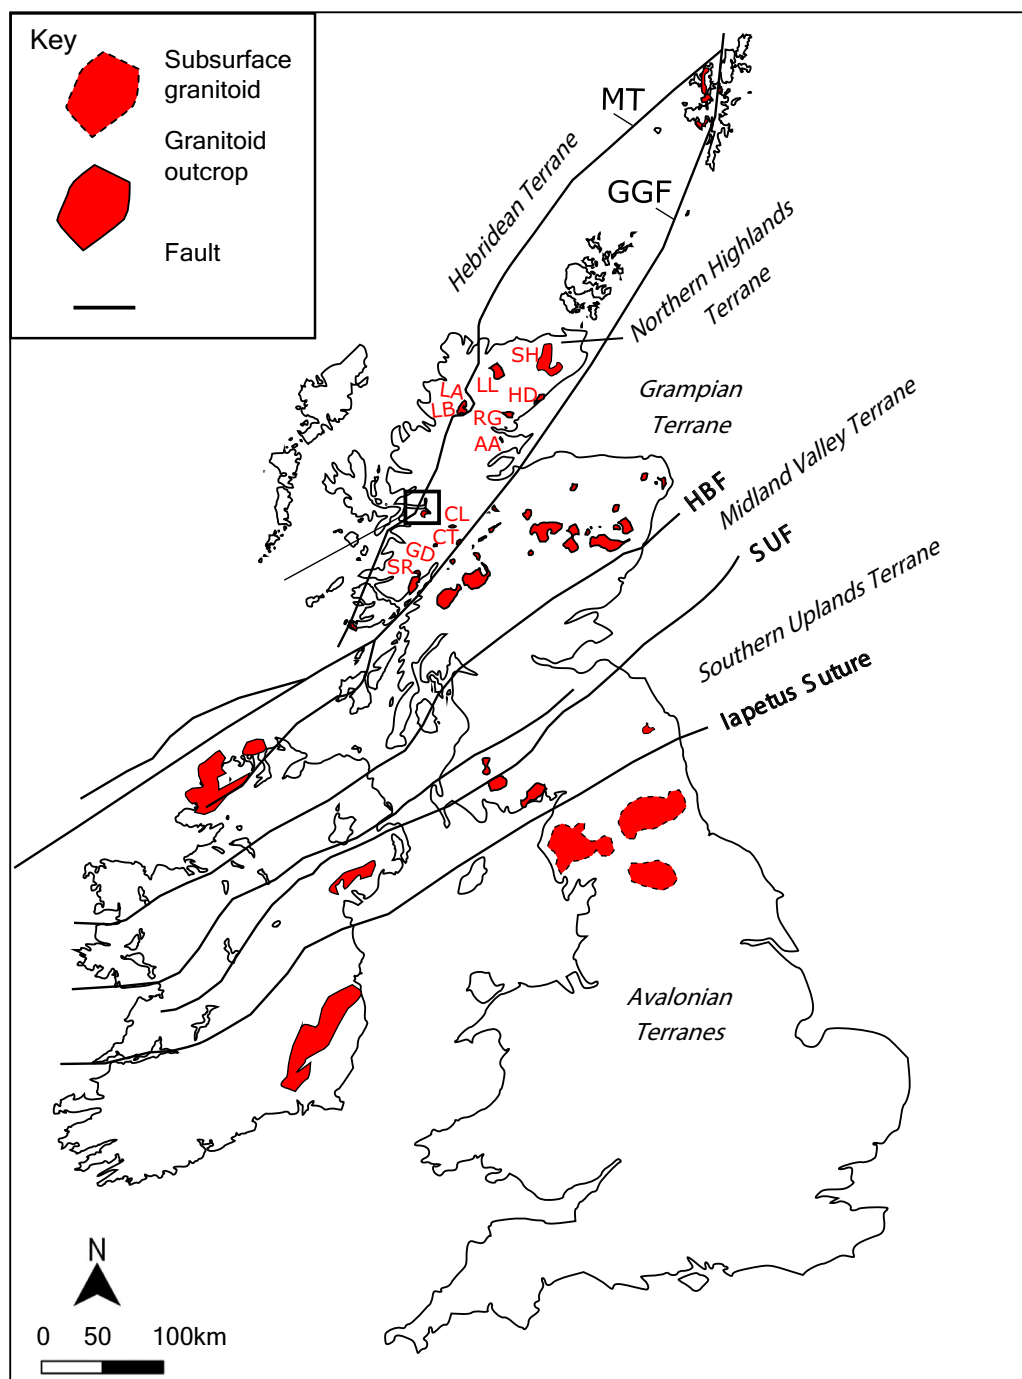 Key
Subsurface
granitoid
Granitoid
outcrop
Fault
MT
Hebridean Terrane
GGF
Northern Highlands
Terrane
SH
LL
LA
HD
LB
RG
AA
Grampian
Terrane
Midland Valley Terrane
HBF
CL
CT
GD
SR
SUF
Southern Uplands Terrane
Iapetus Suture
Avalonian
Terranes
N
0 50 100km